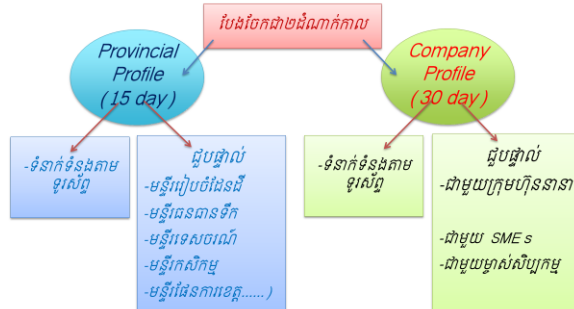 បែងចែកជា២ដំណាក់កាល
Provincial
Profile
(15 day)
Company
Profile
(30 day)
-ទំនាក់ទំនងតាម
ទូរស័ព្ទ
ជួបផ្ទាល់
-មន្ទីររៀបចំដែនដី
-មន្ទីរធនធានទឹក
-មន្ទីរទេសចរណ៍
-មន្ទីរកសិកម្ម
-មន្ទីរផែនការខេត្ត......)
-ទំនាក់ទំនងតាម
ទូរស័ព្ទ
ជួបផ្ទាល់
-ជាមួយក្រុមហ៊ុននានា
-ជាមួយ SMEs
-ជាមួយម្ចាស់សិប្បកម្ម